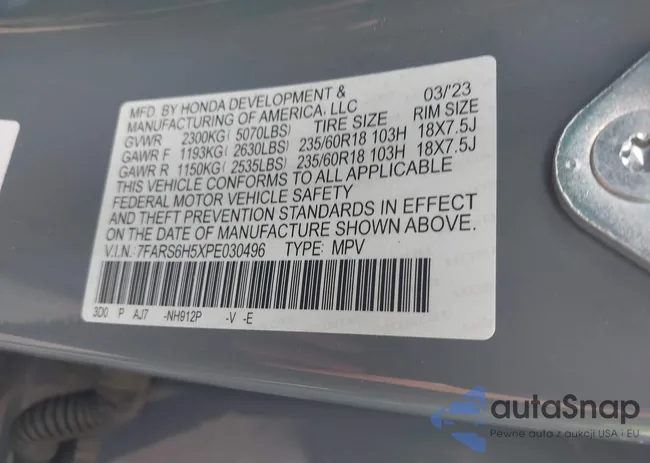 MFD. BY HONDA DEVELOPMENT & 03/'23
MANUFACTURING OF AMERICA, LLC
GVWR 2300KG( 5070LBS) TIRE SIZE RIM SIZE
GAWR F 1193KG( 2630LBS) 235/60R18 103H 18X7.5J
GAWR R 1150KG( 2535LBS) 235/60R18 103H 18X7.5J
THIS VEHICLE CONFORMS TO ALL APPLICABLE
FEDERAL MOTOR VEHICLE SAFETY
AND THEFT PREVENTION STANDARDS IN EFFECT
ON THE DATE OF MANUFACTURE SHOWN ABOVE.
V.I.N.:7FARS6H5XPE030496 TYPE: MPV
3D0 P AJ7 -NH912P -V -E
autaSnap
Pewne auta z aukcji USA i EU